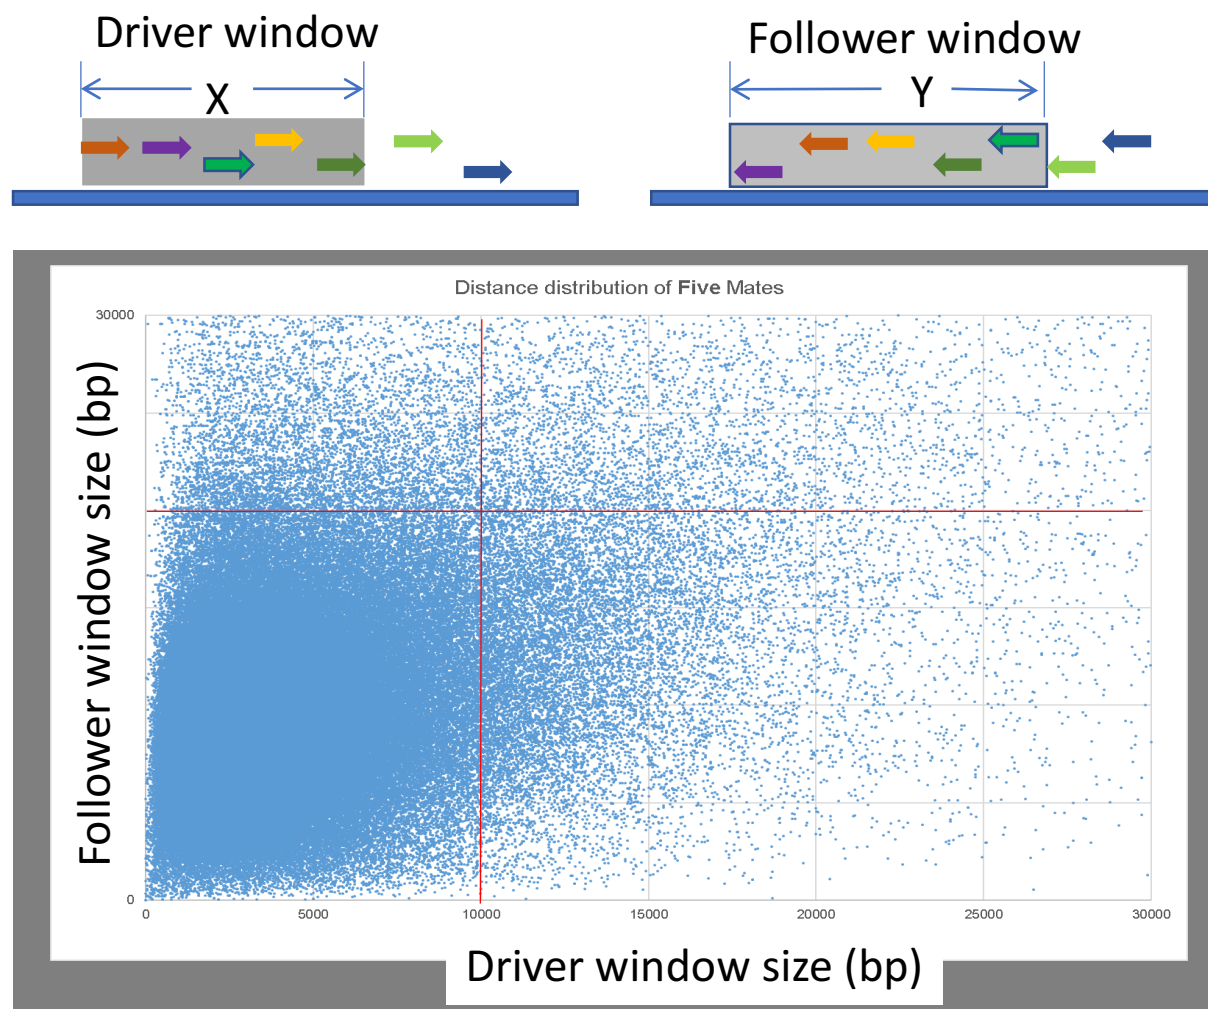 Driver window
Follower window
X
Y
Distance distribution of Five Mates
30000
Follower window size (bp)
0
0 5000 10000 15000 20000 25000 30000
Driver window size (bp)